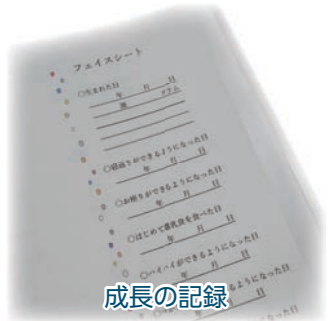 フェイスシート
○生まれた日
年 月 日
週 グラム
○寝返りができるようになった日
年 月 日
○お座りができるようになった日
年 月 日
○はじめて離乳食を食べた日
年 月 日
○ハイハイができるようになった日
年 月 日
成長の記録